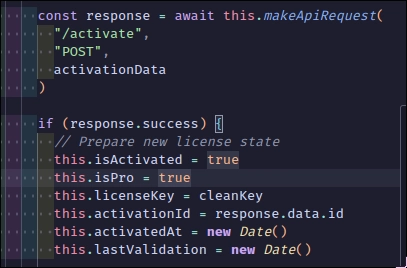 const response = await this.makeApiRequest(
"/activate",
"POST",
activationData
)
if (response.success) {
// Prepare new license state
this.isActivated = true
this.isPro = true
this.licenseKey = cleanKey
this.activationId = response.data.id
this.activatedAt = new Date()
this.lastValidation = new Date()